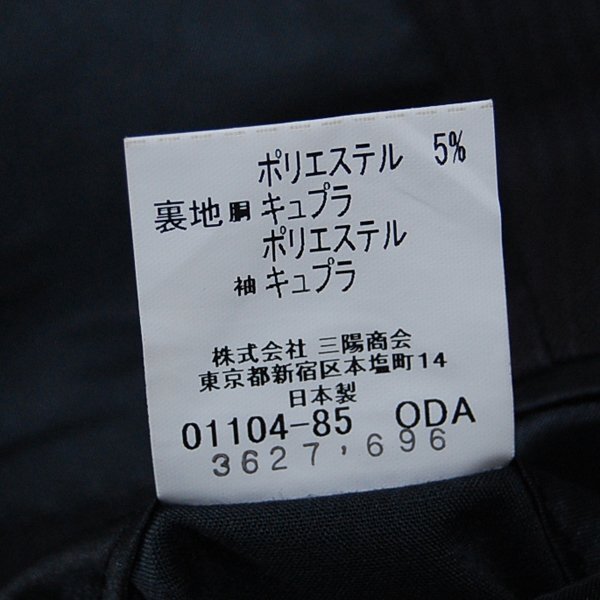 ポリエステル 5%
裏地 胴 キュプラ
ポリエステル
袖 キュプラ
株式会社 三陽商会
東京都新宿区本塩町14
日本製
01104-85 ODA
3627,696